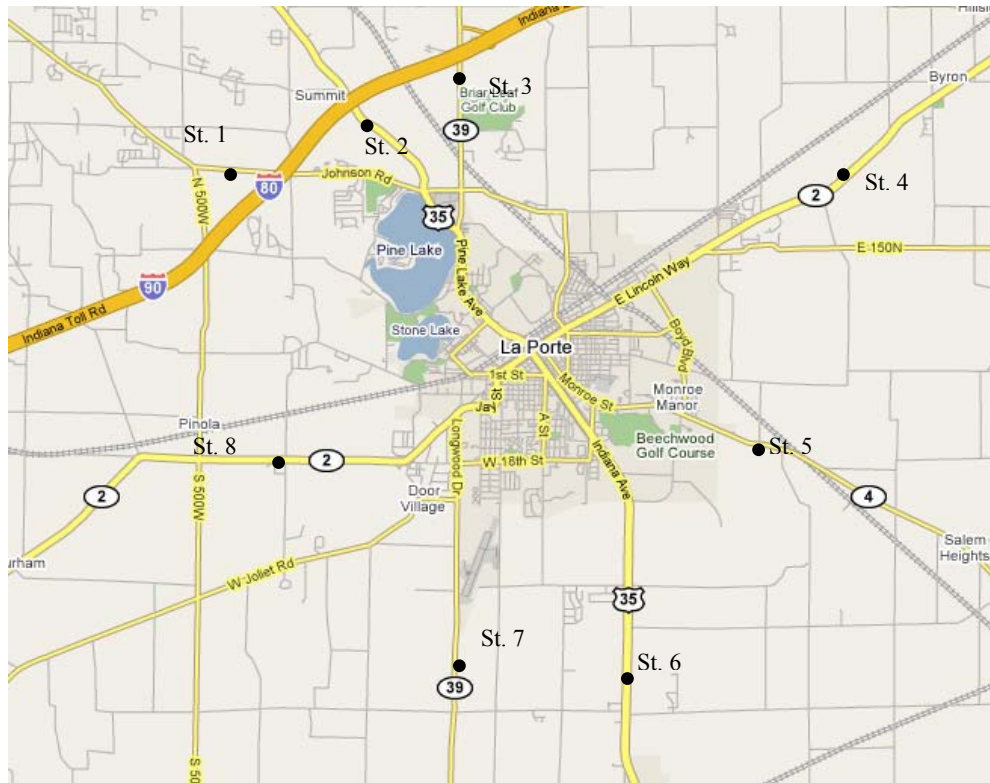 Indiana
Hillsi
Byron
Summit
St. 3
Briar Leaf
Golf Club
39
St. 1
St. 2
Johnson Rd
80
St. 4
2
N 500W
35
E 150N
Pine Lake
Pine Lake Ave
90
E Lincoln Way
Indiana Toll Rd
Stone Lake
La Porte
Boyd Blvd
1st St
Monroe St
Monroe
Manor
Jay St
A St
Pinola
St. 8
2
Longwood Dr
W 18th St
Indiana Ave
Beechwood
Golf Course
St. 5
2
S 500W
Door
Village
4
Salem
Heights
urham
W Joliet Rd
35
St. 7
St. 6
39
S 50